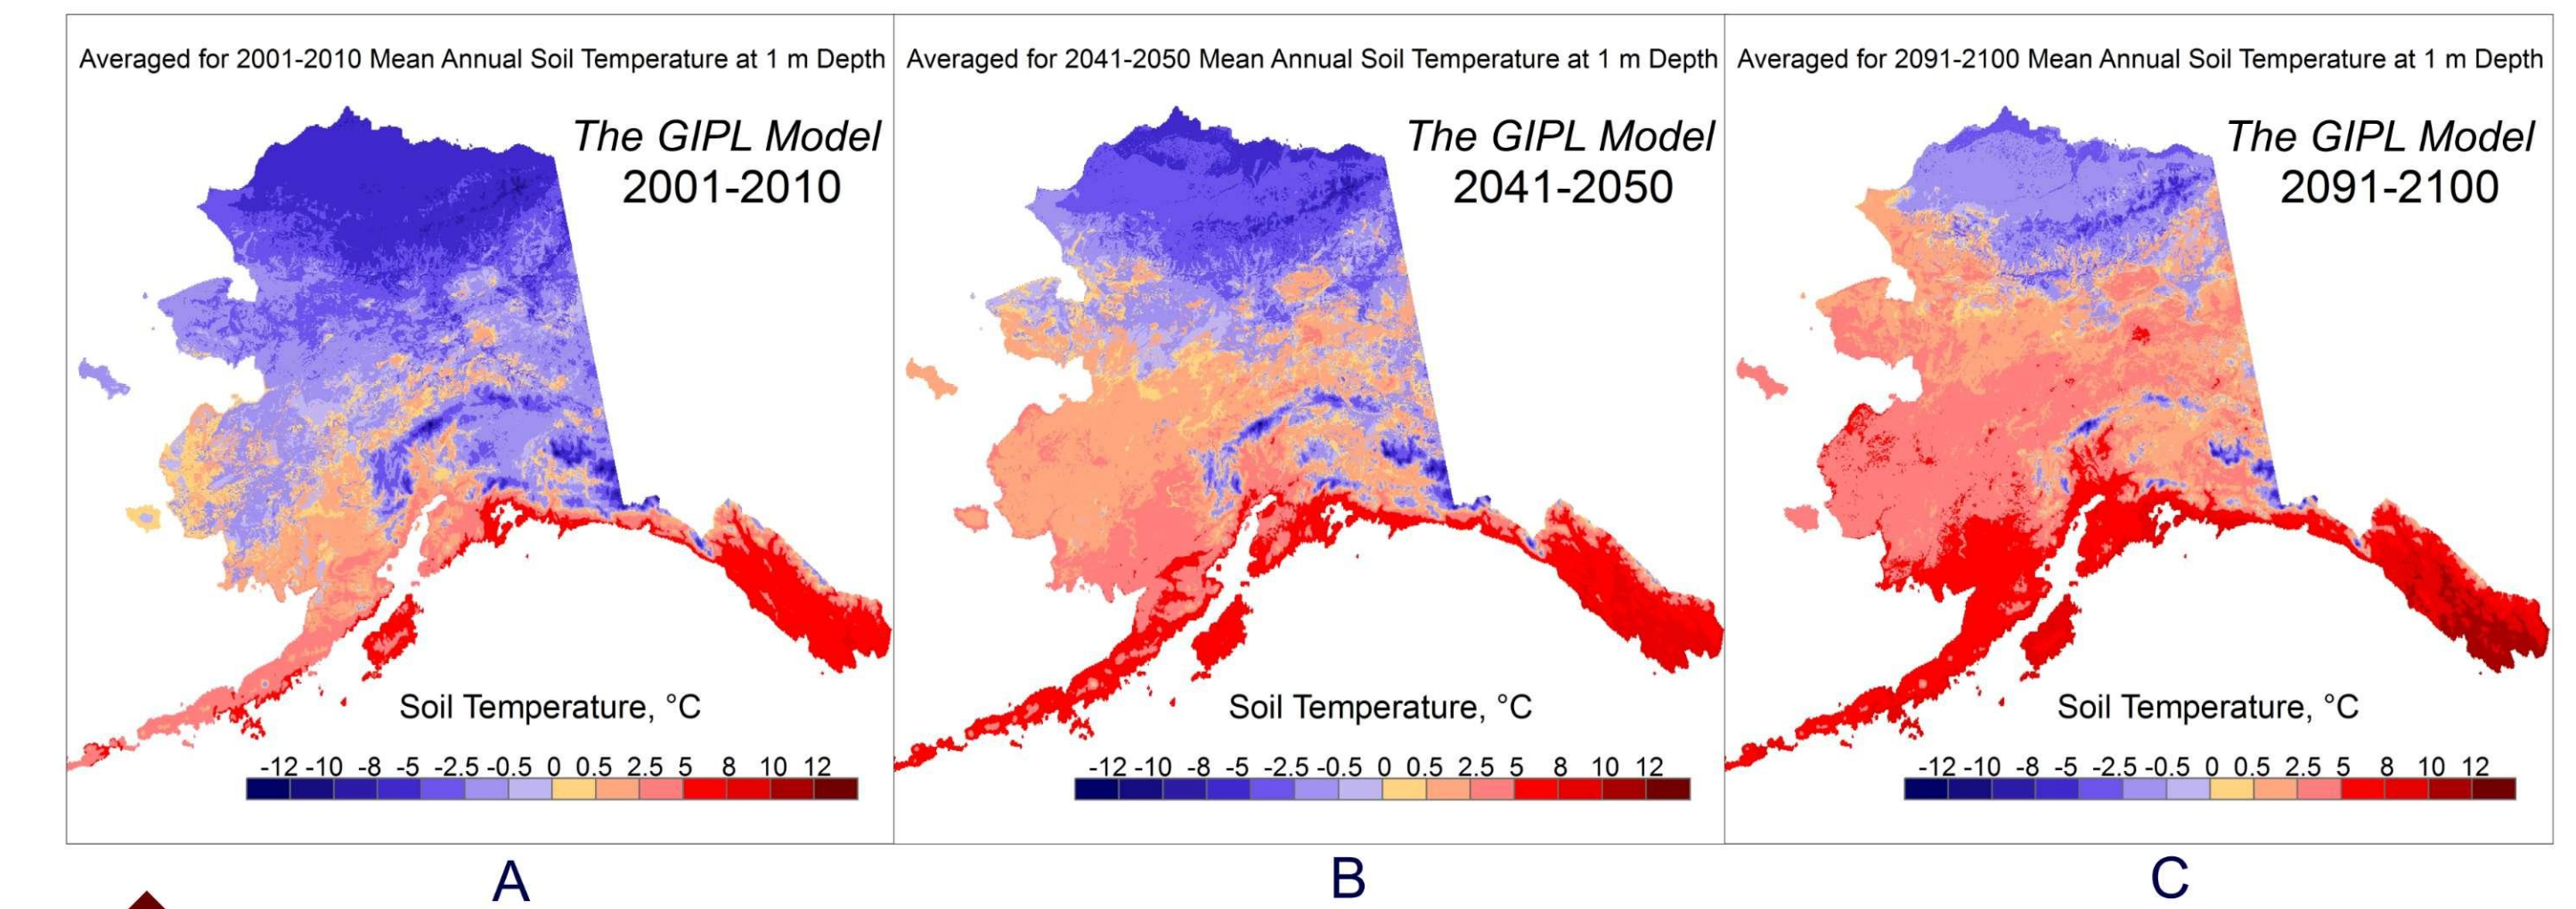 Averaged for 2001-2010 Mean Annual Soil Temperature at 1 m Depth
The GIPL Model
2001-2010
Soil Temperature, °C
-12 -10 -8 -5 -2.5 -0.5 0 0.5 2.5 5 8 10 12
A
Averaged for 2041-2050 Mean Annual Soil Temperature at 1 m Depth
The GIPL Model
2041-2050
Soil Temperature, °C
-12 -10 -8 -5 -2.5 -0.5 0 0.5 2.5 5 8 10 12
B
Averaged for 2091-2100 Mean Annual Soil Temperature at 1 m Depth
The GIPL Model
2091-2100
Soil Temperature, °C
-12 -10 -8 -5 -2.5 -0.5 0 0.5 2.5 5 8 10 12
C